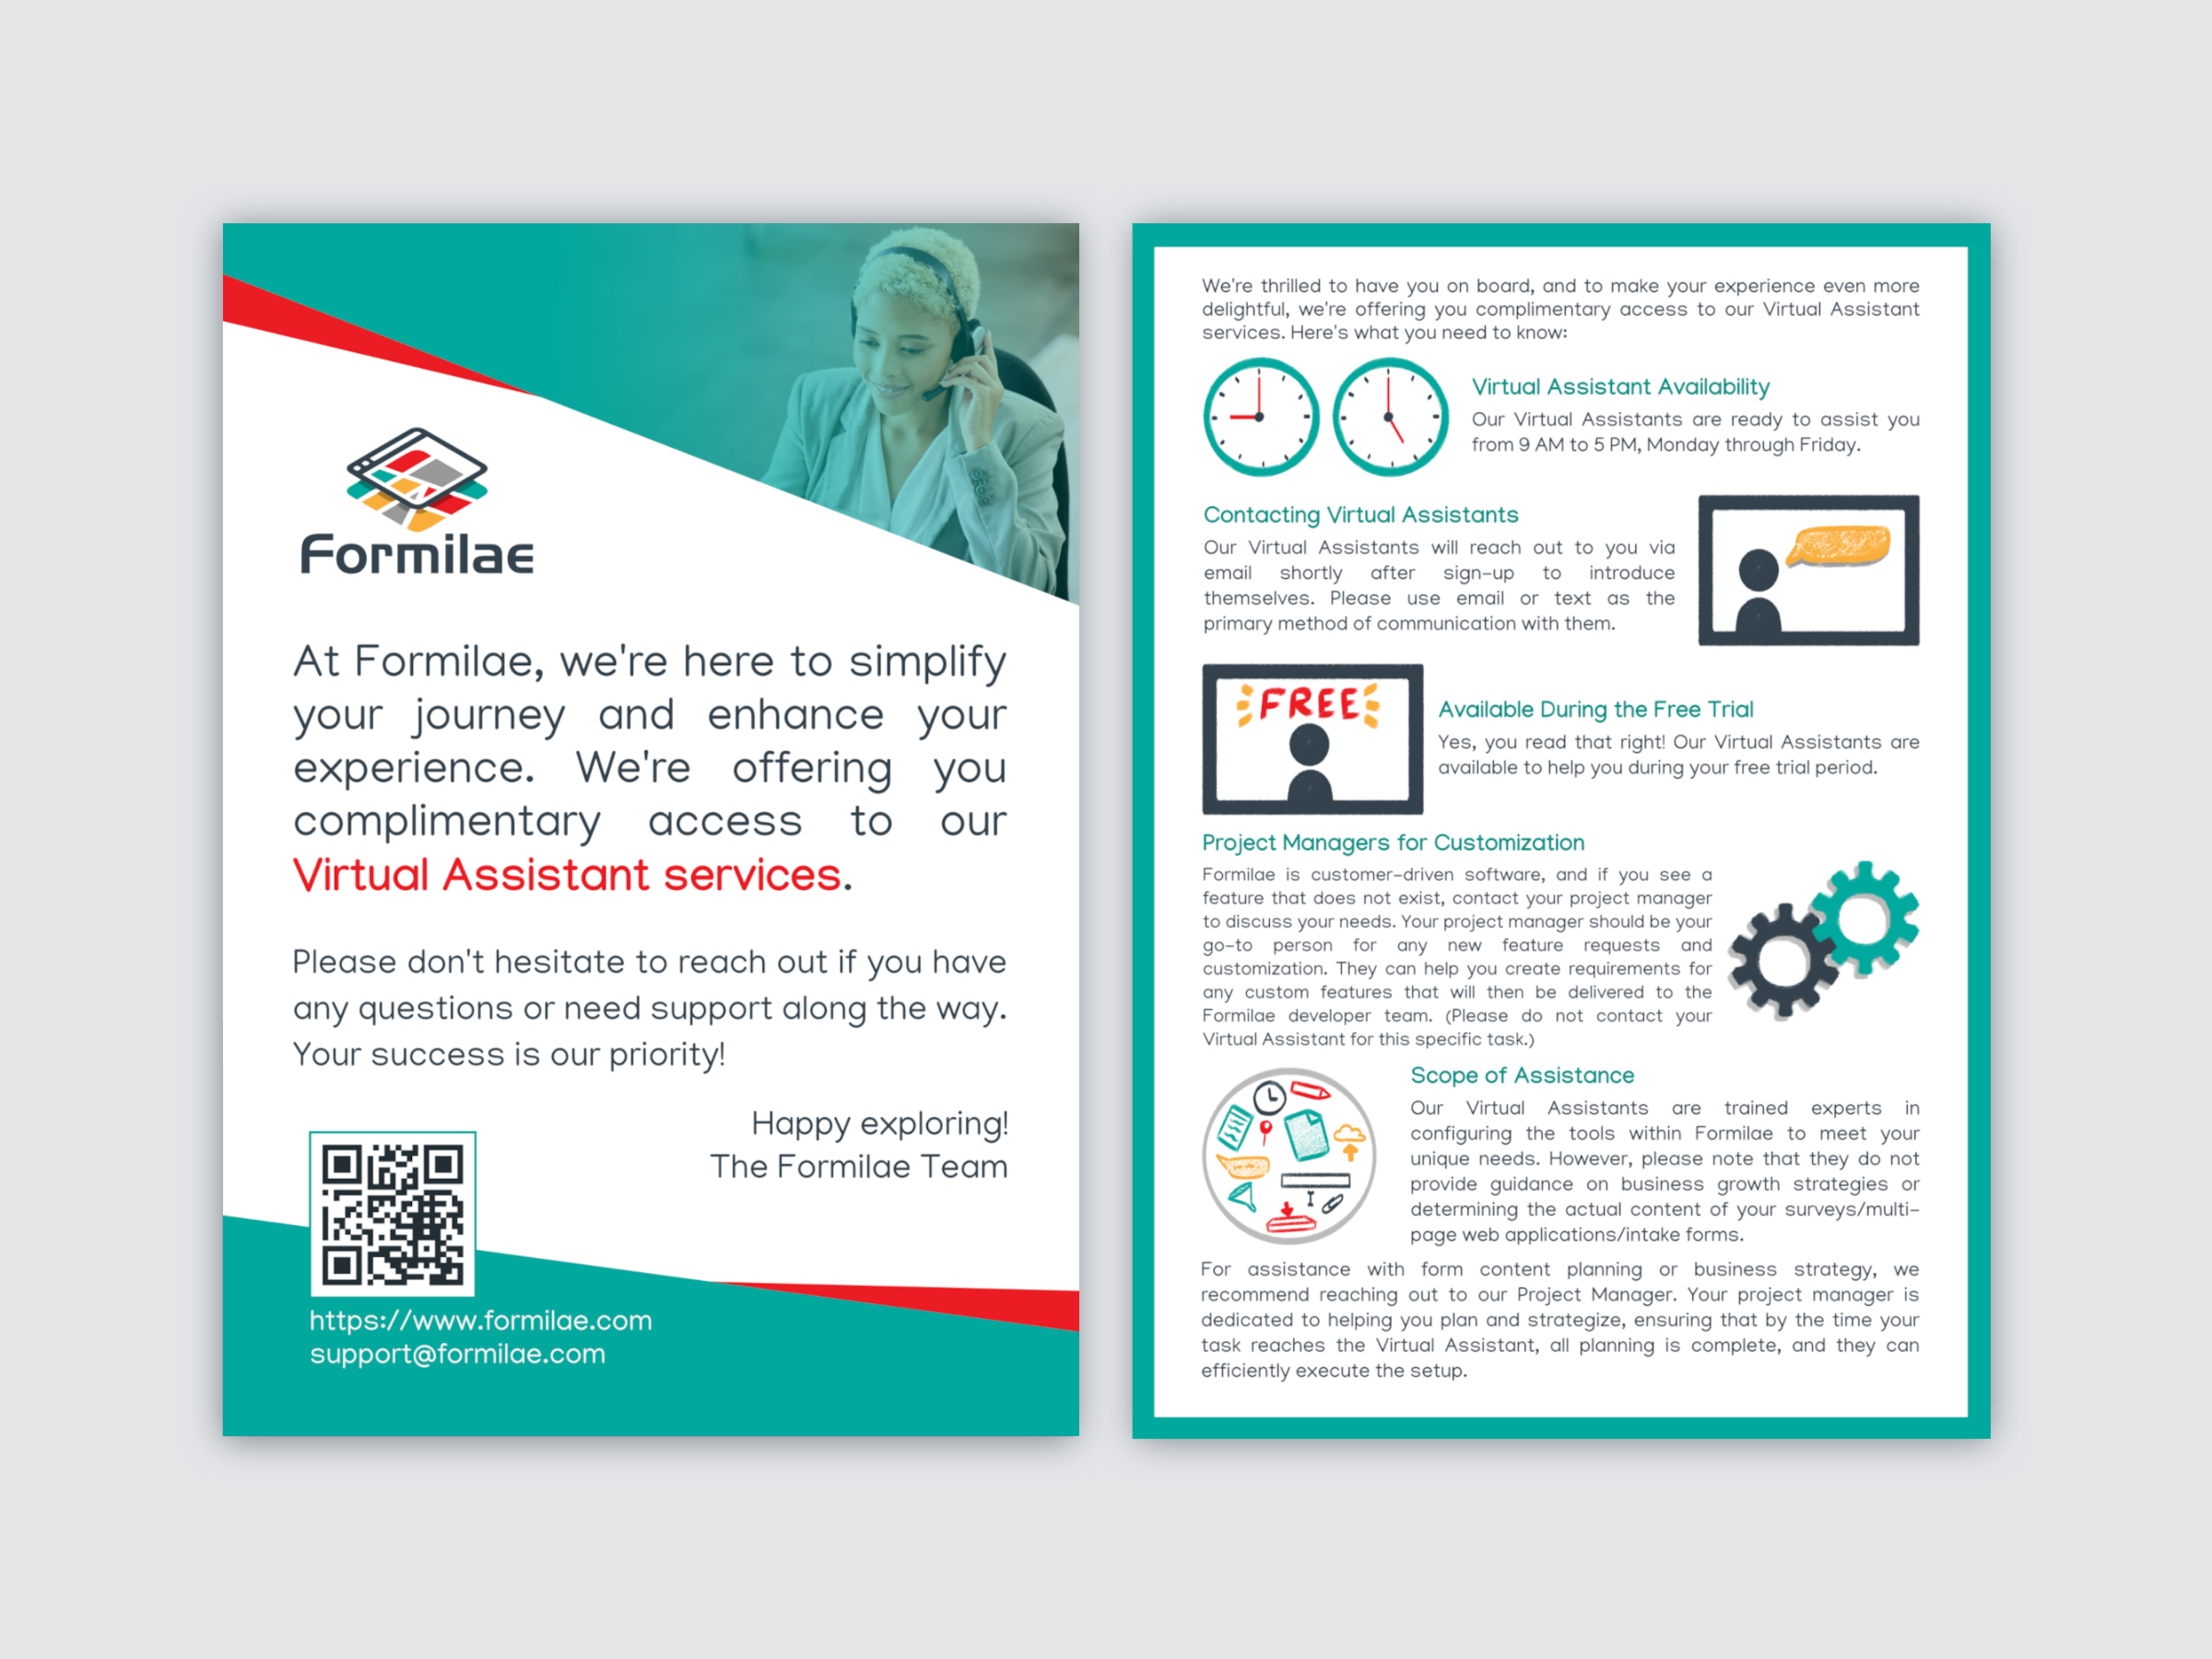 Formilae
At Formilae, we're here to simplify
your journey and enhance your
experience. We're offering you
complimentary access to our
Virtual Assistant services.
Please don't hesitate to reach out if you have
any questions or need support along the way.
Your success is our priority!
Happy exploring!
The Formilae Team
https://www.formilae.com
support@formilae.com
We're thrilled to have you on board, and to make your experience even more
delightful, we're offering you complimentary access to our Virtual Assistant
services. Here's what you need to know:
Virtual Assistant Availability
Our Virtual Assistants are ready to assist you
from 9 AM to 5 PM, Monday through Friday.
Contacting Virtual Assistants
Our Virtual Assistants will reach out to you via
email shortly after sign-up to introduce
themselves. Please use email or text as the
primary method of communication with them.
FREE
Available During the Free Trial
Yes, you read that right! Our Virtual Assistants are
available to help you during your free trial period.
Project Managers for Customization
Formilae is customer-driven software, and if you see a
feature that does not exist, contact your project manager
to discuss your needs. Your project manager should be your
go-to person for any new feature requests and
customization. They can help you create requirements for
any custom features that will then be delivered to the
Formilae developer team. (Please do not contact your
Virtual Assistant for this specific task.)
Scope of Assistance
Our Virtual Assistants are trained experts in
configuring the tools within Formilae to meet your
unique needs. However, please note that they do not
provide guidance on business growth strategies or
determining the actual content of your surveys/multi-
page web applications/intake forms.
For assistance with form content planning or business strategy, we
recommend reaching out to our Project Manager. Your project manager is
dedicated to helping you plan and strategize, ensuring that by the time your
task reaches the Virtual Assistant, all planning is complete, and they can
efficiently execute the setup.